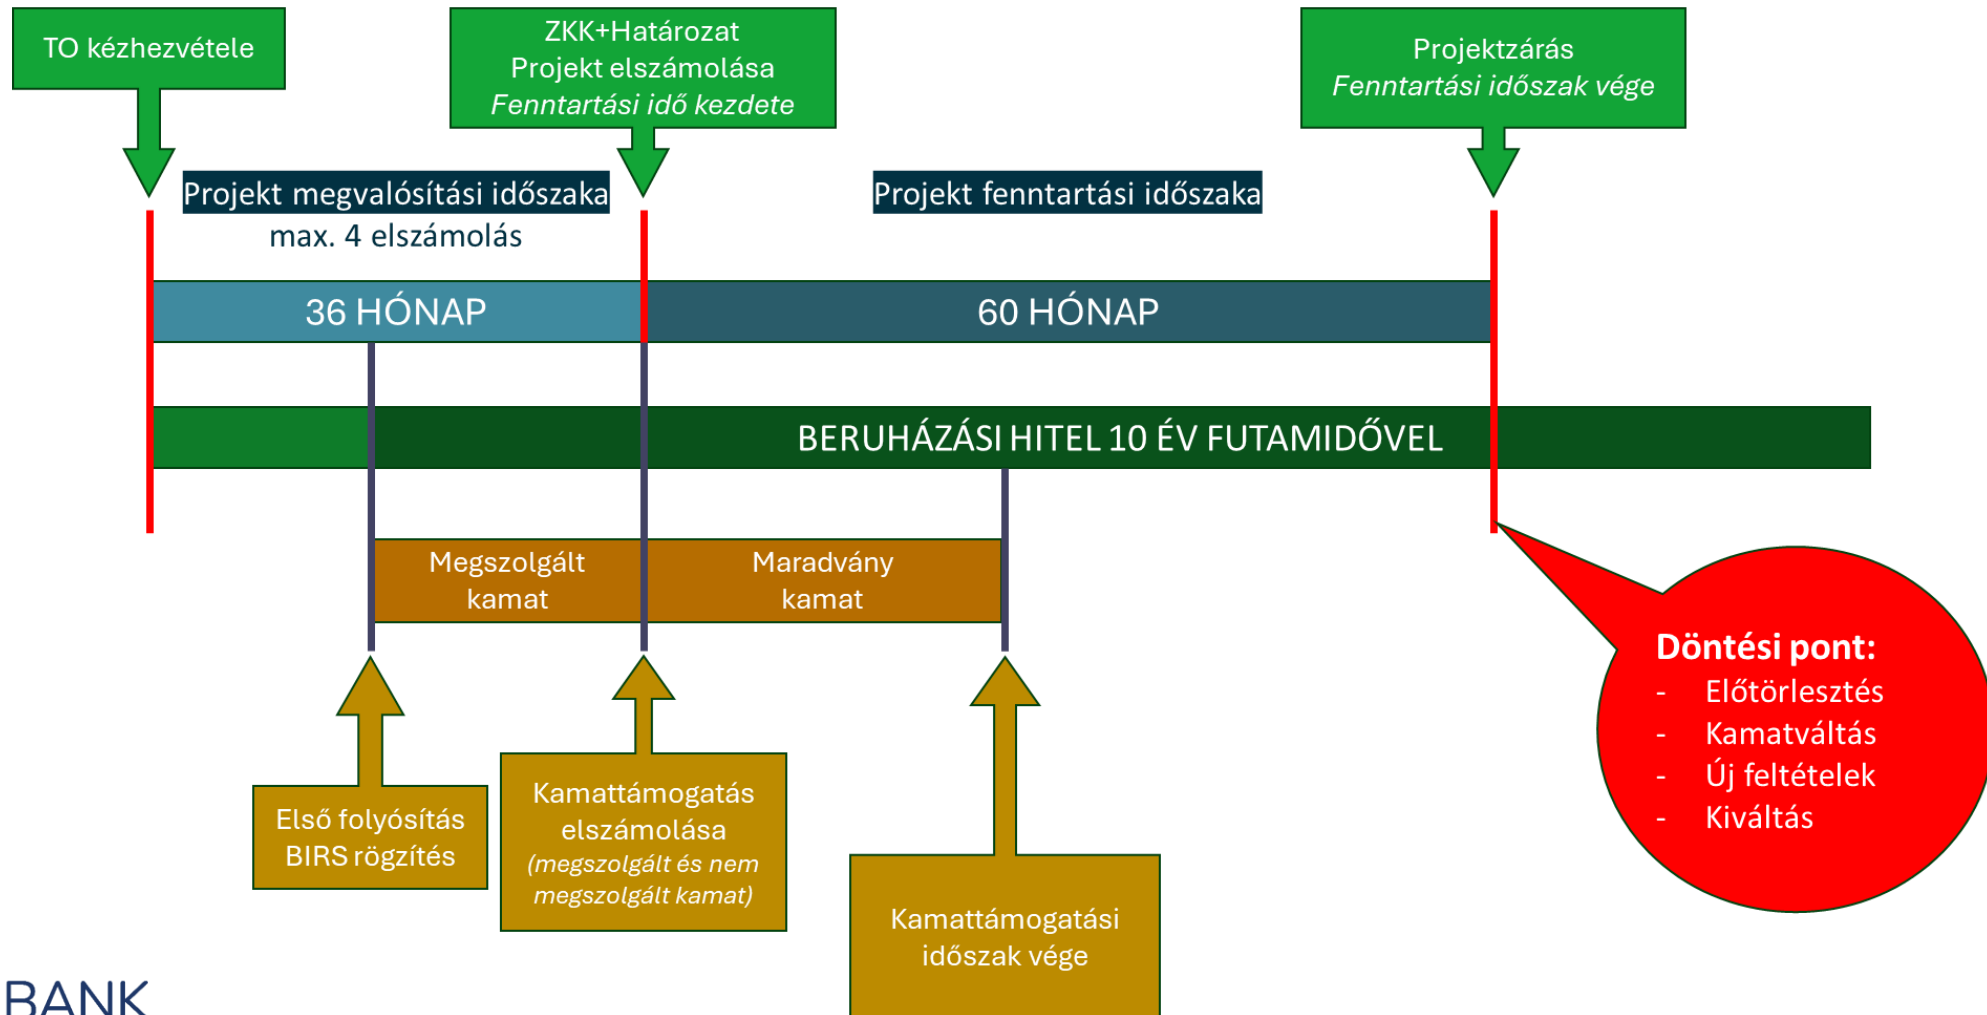 TO kézhezvétele
ZKK+Határozat
Projekt elszámolása
Fenntartási idő kezdete
Projektzárás
Fenntartási időszak vége
Projekt megvalósítási időszaka
max. 4 elszámolás
Projekt fenntartási időszaka
36 HÓNAP
60 HÓNAP
BERUHÁZÁSI HITEL 10 ÉV FUTAMIDŐVEL
Megszolgált
kamat
Maradvány
kamat
Döntési pont:
- Előtörlesztés
- Kamatváltás
- Új feltételek
- Kiváltás
Első folyósítás
BIRS rögzítés
Kamattámogatás
elszámolása
(megszolgált és nem
megszolgált kamat)
Kamattámogatási
időszak vége
BANK